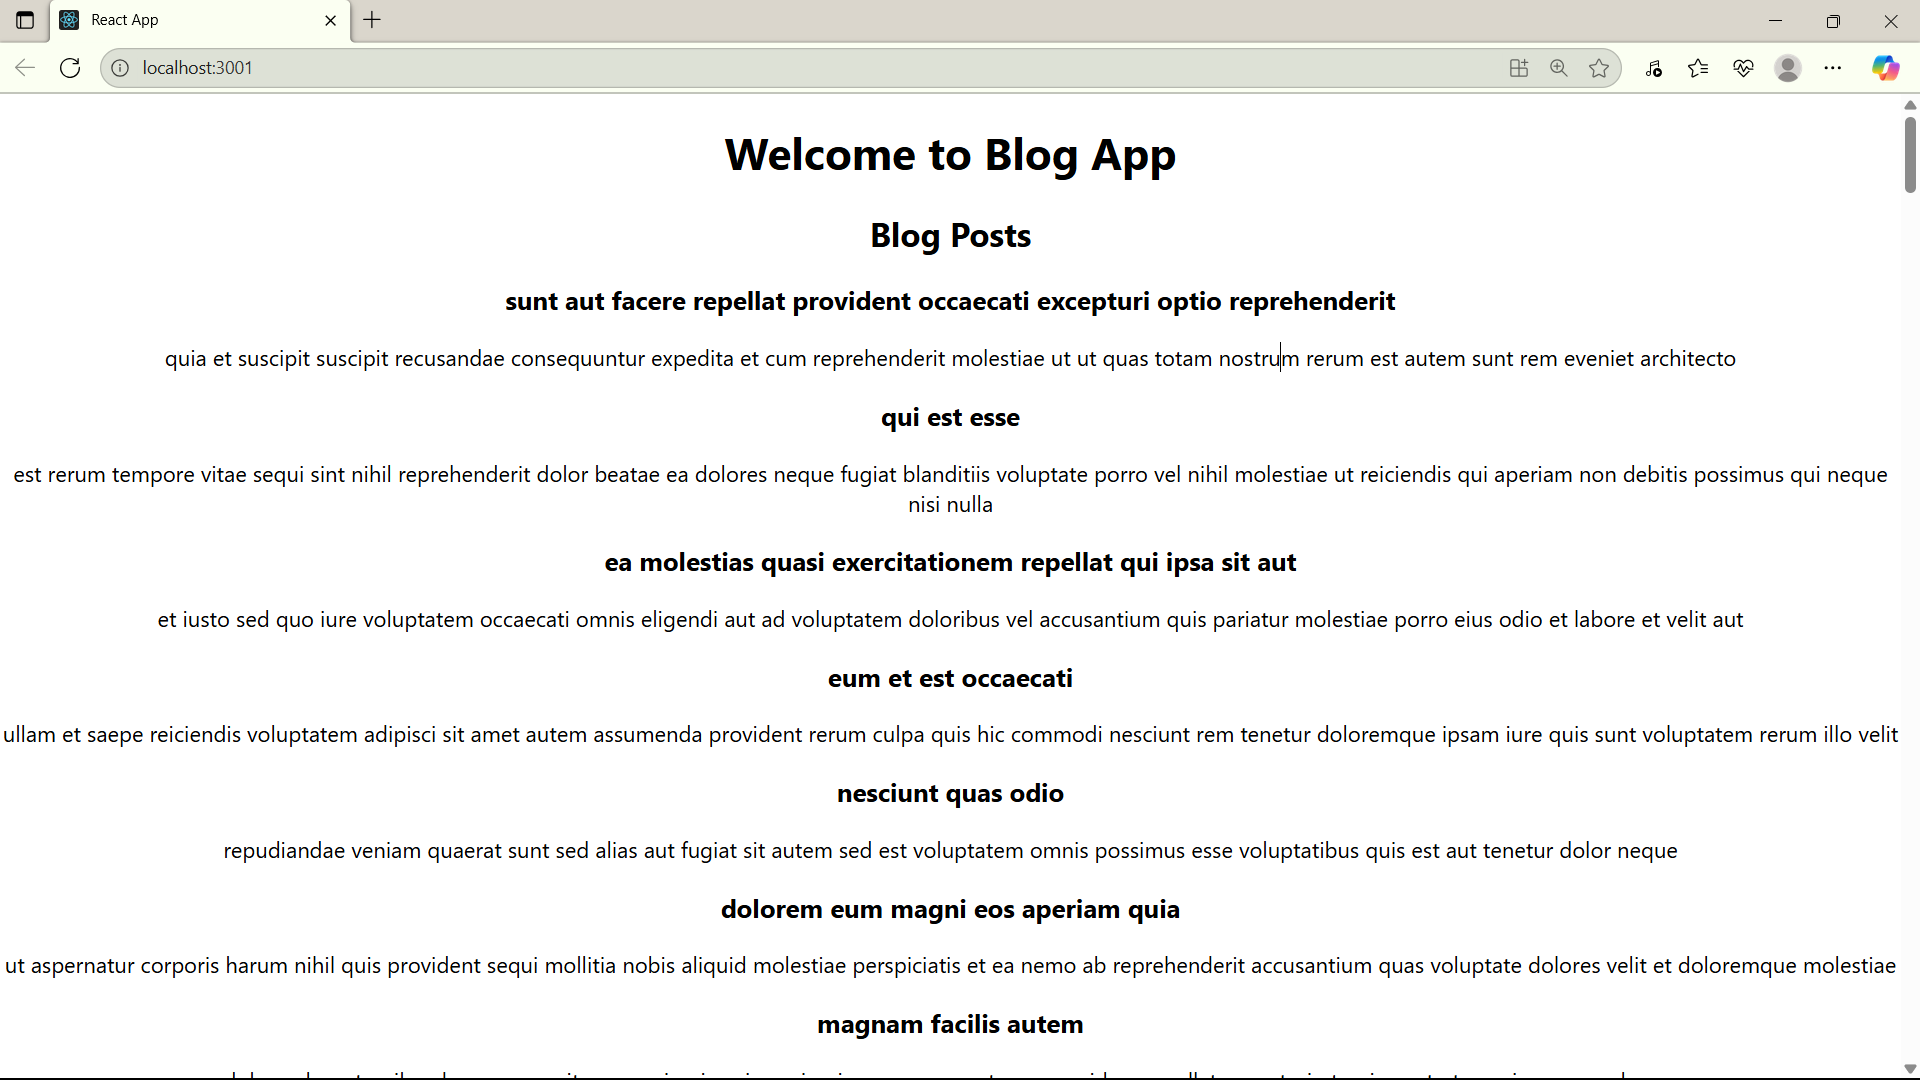 React App
localhost:3001
Welcome to Blog App
Blog Posts
sunt aut facere repellat provident occaecati excepturi optio reprehenderit
quia et suscipit suscipit recusandae consequuntur expedita et cum reprehenderit molestiae ut ut quas totam nostrum rerum est autem sunt rem eveniet architecto
qui est esse
est rerum tempore vitae sequi sint nihil reprehenderit dolor beatae ea dolores neque fugiat blanditiis voluptate porro vel nihil molestiae ut reiciendis qui aperiam non debitis possimus qui neque
nisi nulla
ea molestias quasi exercitationem repellat qui ipsa sit aut
et iusto sed quo iure voluptatem occaecati omnis eligendi aut ad voluptatem doloribus vel accusantium quis pariatur molestiae porro eius odio et labore et velit aut
eum et est occaecati
ullam et saepe reiciendis voluptatem adipisci sit amet autem assumenda provident rerum culpa quis hic commodi nesciunt rem tenetur doloremque ipsam iure quis sunt voluptatem rerum illo velit
nesciunt quas odio
repudiandae veniam quaerat sunt sed alias aut fugiat sit autem sed est voluptatem omnis possimus esse voluptatibus quis est aut tenetur dolor neque
dolorem eum magni eos aperiam quia
ut aspernatur corporis harum nihil quis provident sequi mollitia nobis aliquid molestiae perspiciatis et ea nemo ab reprehenderit accusantium quas voluptate dolores velit et doloremque molestiae
magnam facilis autem